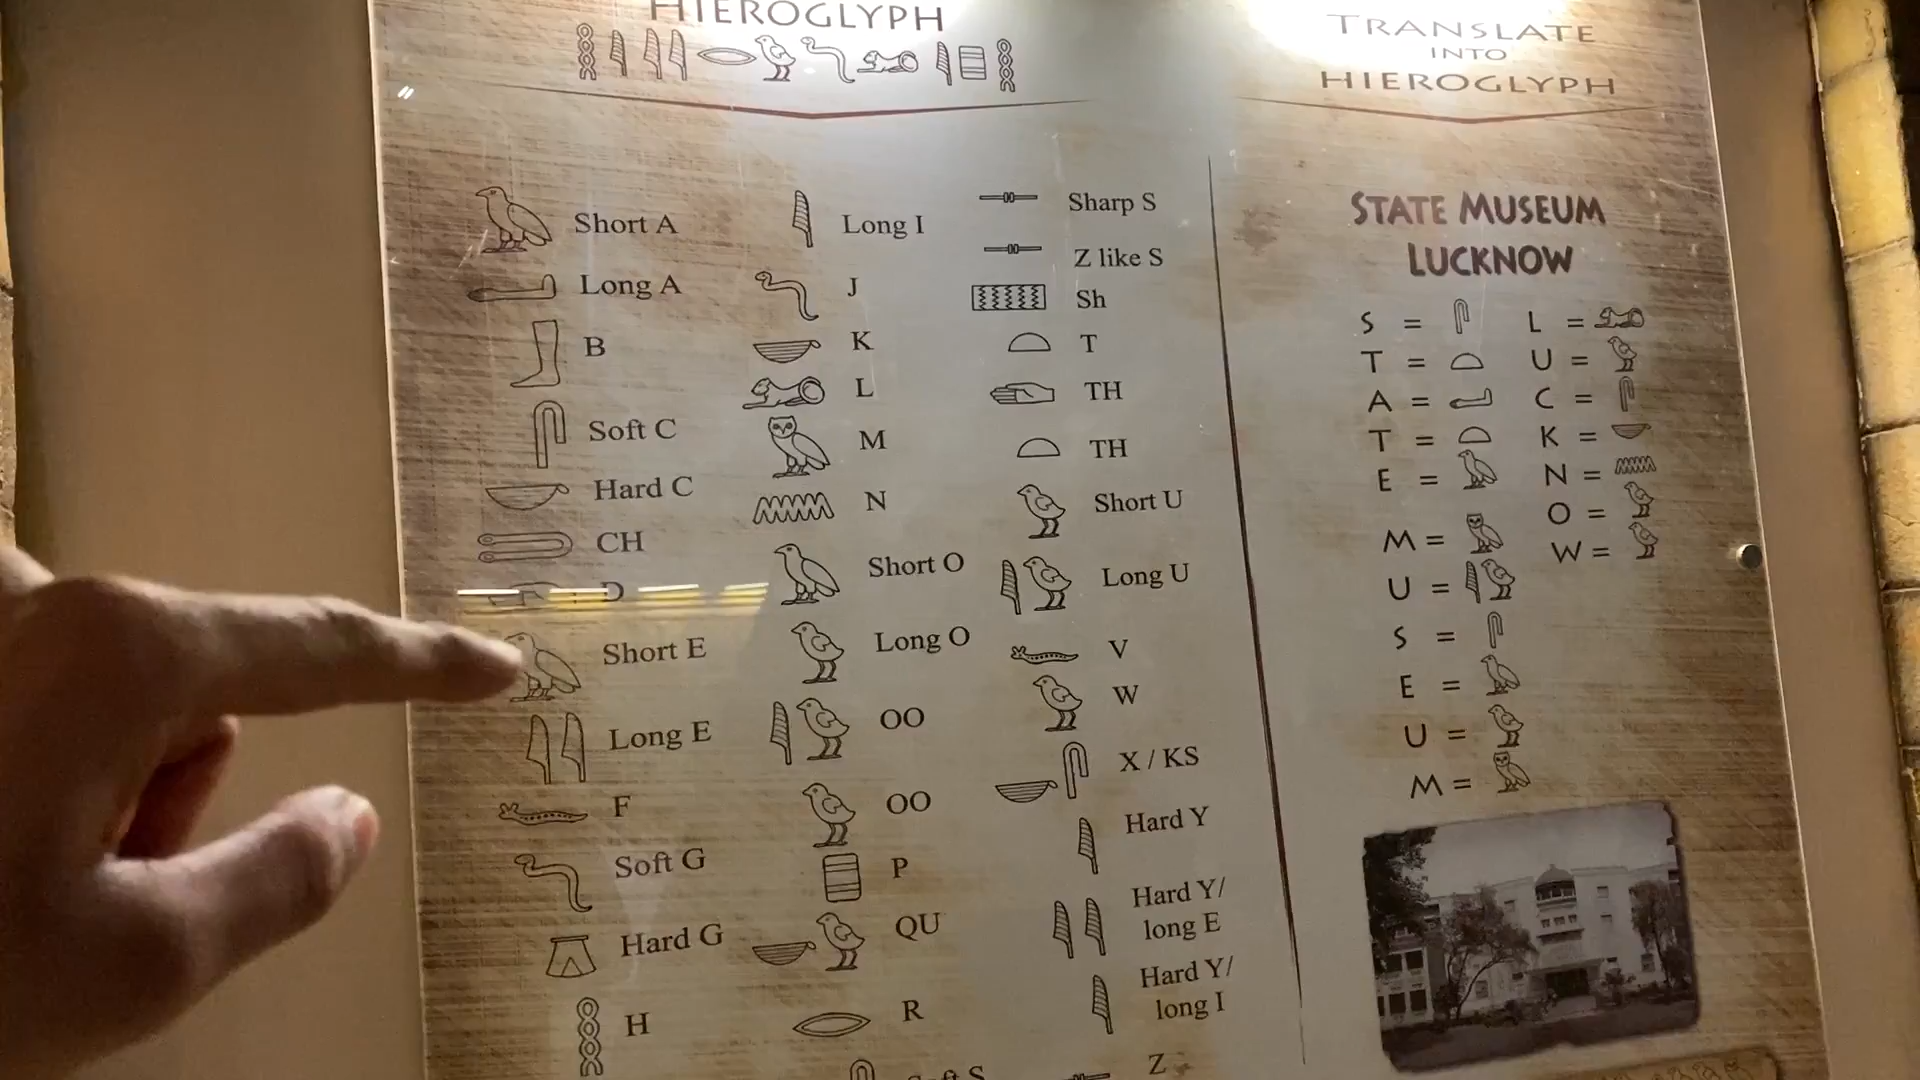 HIEROGLYPH
Short A
Long A
B
Soft C
Hard C
CH
D
Short E
Long E
F
Soft G
Hard G
H
Long I
J
K
L
M
N
Short O
Long O
OO
OO
P
QU
R
Soft S
Sharp S
Z like S
Sh
T
TH
TH
Short U
Long U
V
W
X / KS
Hard Y
Hard Y/
long E
Hard Y/
long I
Z
TRANSLATE
INTO
HIEROGLYPH
STATE MUSEUM
LUCKNOW
S =
T =
A =
T =
E =
M =
U =
S =
E =
U =
M =
L =
U =
C =
K =
N =
O =
W =